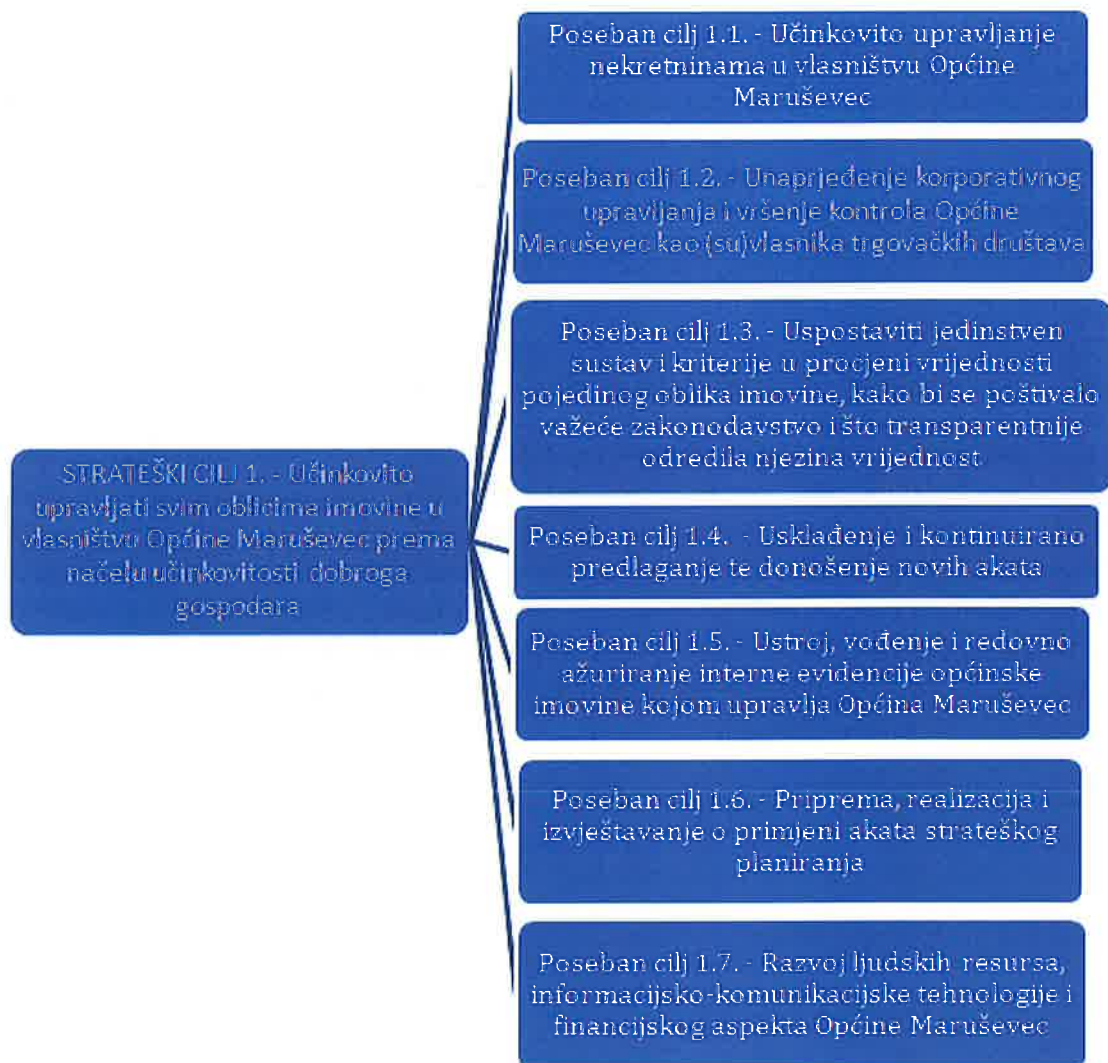 STRATEŠKI CILJ 1. - Učinkovito
upravljati svim oblicima imovine u
vlasništvu Općine Maruševec prema
načelu učinkovitosti dobroga
gospodara
Poseban cilj 1.1. - Učinkovito upravljanje
nekretninama u vlasništvu Općine
Maruševec
Poseban cilj 1.2. - Unaprjeđenje korporativnog
upravljanja i vršenje kontrola Općine
Maruševec kao (su)vlasnika trgovačkih društava
Poseban cilj 1.3. - Uspostaviti jedinstven
sustav i kriterije u procjeni vrijednosti
pojedinog oblika imovine, kako bi se poštivalo
važeće zakonodavstvo i što transparentnije
odredila njezina vrijednost
Poseban cilj 1.4. - Usklađenje i kontinuirano
predlaganje te donošenje novih akata
Poseban cilj 1.5. - Ustroj, vođenje i redovno
ažuriranje interne evidencije općinske
imovine kojom upravlja Općina Maruševec
Poseban cilj 1.6. - Priprema, realizacija i
izvještavanje o primjeni akata strateškog
planiranja
Poseban cilj 1.7. - Razvoj ljudskih resursa,
informacijsko-komunikacijske tehnologije i
financijskog aspekta Općine Maruševec